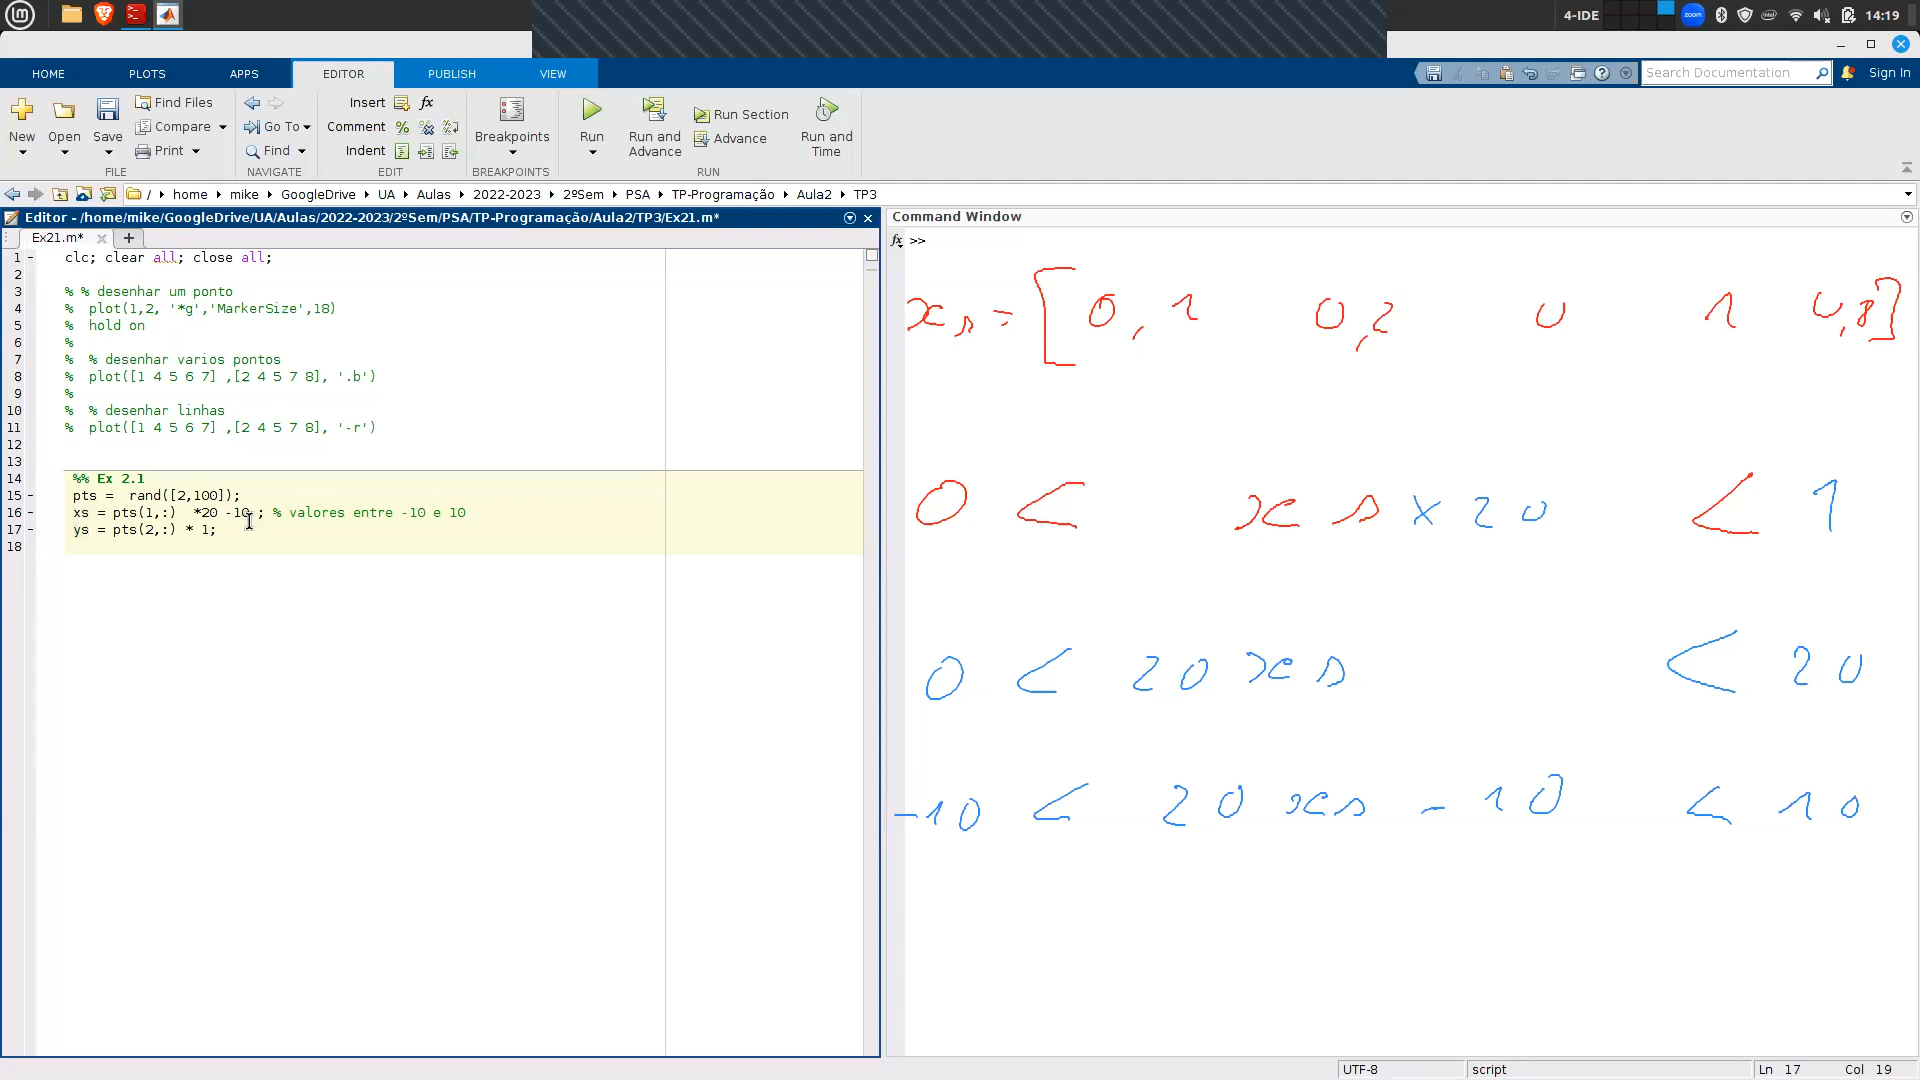 4-IDE
zoom
14:19
HOME PLOTS APPS EDITOR PUBLISH VIEW
Search Documentation
Sign In
New Open Save Find Files Compare Print
FILE
Go To Find
NAVIGATE
Insert fx
Comment
Indent
EDIT
Breakpoints
BREAKPOINTS
Run
Run and Advance
Run Section
Advance
Run and Time
RUN
/ home mike GoogleDrive UA Aulas 2022-2023 2ºSem PSA TP-Programação Aula2 TP3
Editor - /home/mike/GoogleDrive/UA/Aulas/2022-2023/2ºSem/PSA/TP-Programação/Aula2/TP3/Ex21.m*
Ex21.m* +
1 - clc; clear all; close all;
2
3 % % desenhar um ponto
4 % plot(1,2, '*g','MarkerSize',18)
5 % hold on
6 %
7 % % desenhar varios pontos
8 % plot([1 4 5 6 7] ,[2 4 5 7 8], '.b')
9 %
10 % % desenhar linhas
11 % plot([1 4 5 6 7] ,[2 4 5 7 8], '-r')
12
13
14 %% Ex 2.1
15 - pts = rand([2,100]);
16 - xs = pts(1,:) *20 -10 ; % valores entre -10 e 10
17 - ys = pts(2,:) * 1;
18
Command Window
fx >>
xs = [ 0,1 0,2 0 1 0,8 ]
0 < xs x 20 < 1
0 < 20 xs < 20
-10 < 20 xs - 10 < 10
UTF-8 script Ln 17 Col 19